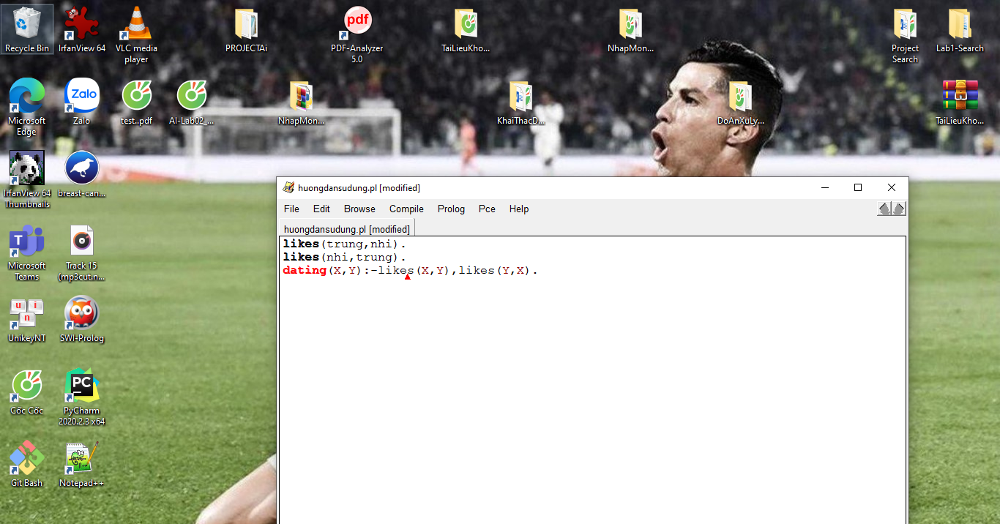 Recycle Bin
IrfanView 64
VLC media
player
PROJECTAi
pdf
PDF-Analyzer
5.0
TaiLieuKho...
NhapMon...
Project
Search
Lab1-Search
Microsoft
Edge
Zalo
Zalo
test..pdf
AI-Lab02_...
NhapMon...
KhaiThacD...
DoAnXuLy...
TaiLieuKho...
IrfanView 64
Thumbnails
breast-can...
T
Microsoft
Teams
Track 15
(mp3cut.n...
u i
n
UnikeyNT
SWI-Prolog
Cốc Cốc
PC
PyCharm
2020.2.3 x64
Git Bash
Notepad++
huongdansudung.pl [modified]
File Edit Browse Compile Prolog Pce Help
huongdansudung.pl [modified]
likes(trung,nhi).
likes(nhi,trung).
dating(X,Y):-likes(X,Y),likes(Y,X).